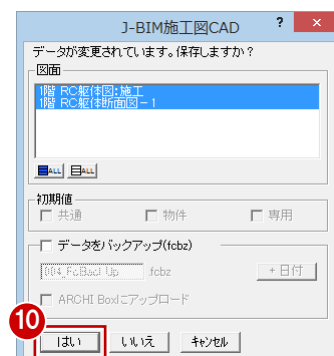 J-BIM施工図CAD
? ×
データが変更されています。保存しますか？
図面
1階 RC躯体図:施工
1階 RC躯体断面図－1
ALL ALL
初期値
共通 物件 専用
データをバックアップ(fcbz)
fcbz +日付
ARCHI Boxにアップロード
10
はい いいえ キャンセル